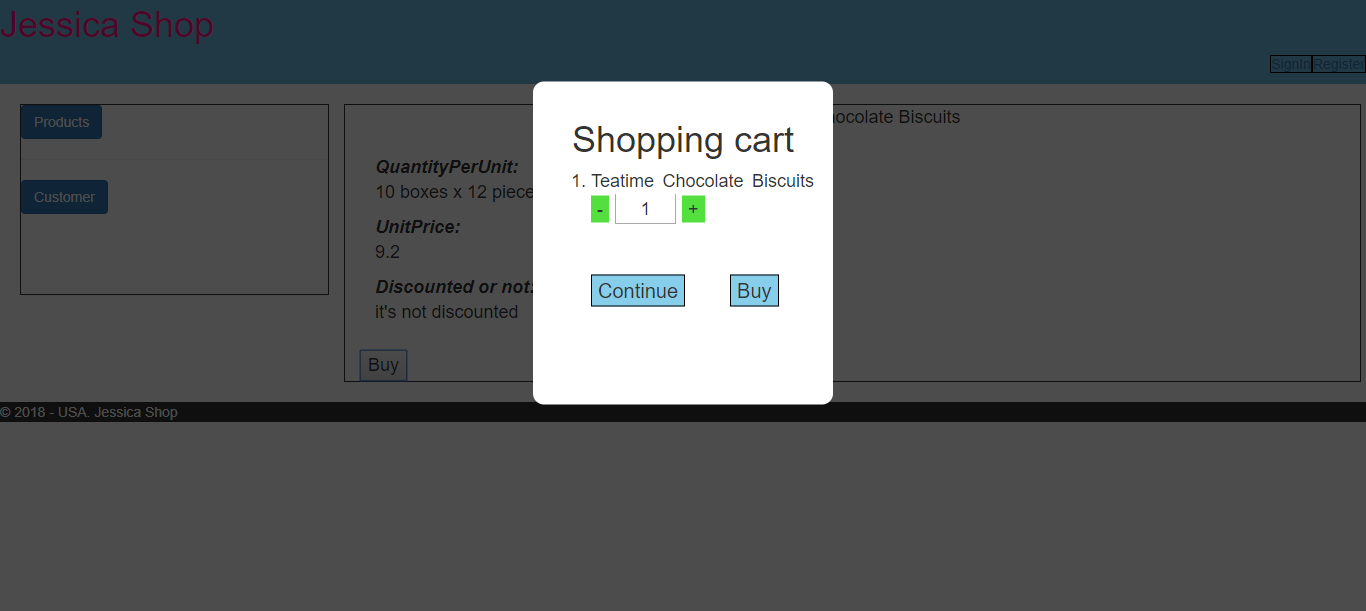 Jessica Shop
SignIn Register
Products
Customer
hocolate Biscuits
QuantityPerUnit:
10 boxes x 12 piece
UnitPrice:
9.2
Discounted or not:
it's not discounted
Buy
Shopping cart
1. Teatime Chocolate Biscuits
- 1 +
Continue Buy
© 2018 - USA. Jessica Shop